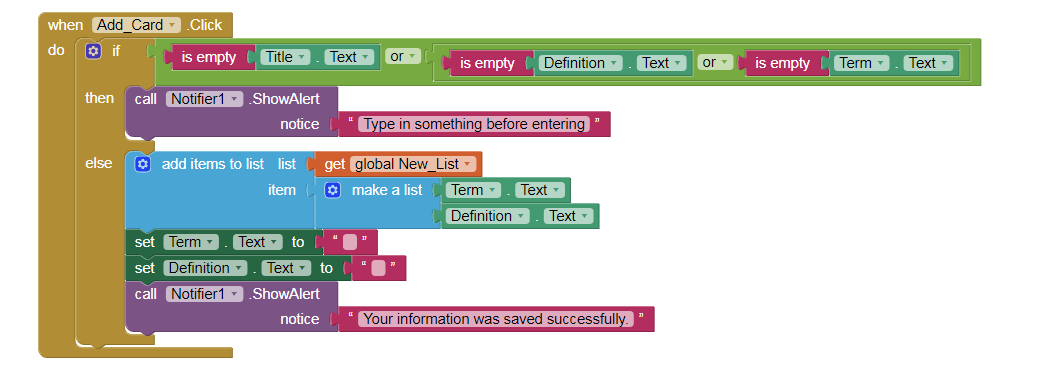 when Add_Card .Click
do if is empty Title . Text or is empty Definition . Text or is empty Term . Text
then call Notifier1 .ShowAlert
notice " Type in something before entering "
else add items to list list get global New_List
item make a list Term . Text
Definition . Text
set Term . Text to " "
set Definition . Text to " "
call Notifier1 .ShowAlert
notice " Your information was saved successfully. "